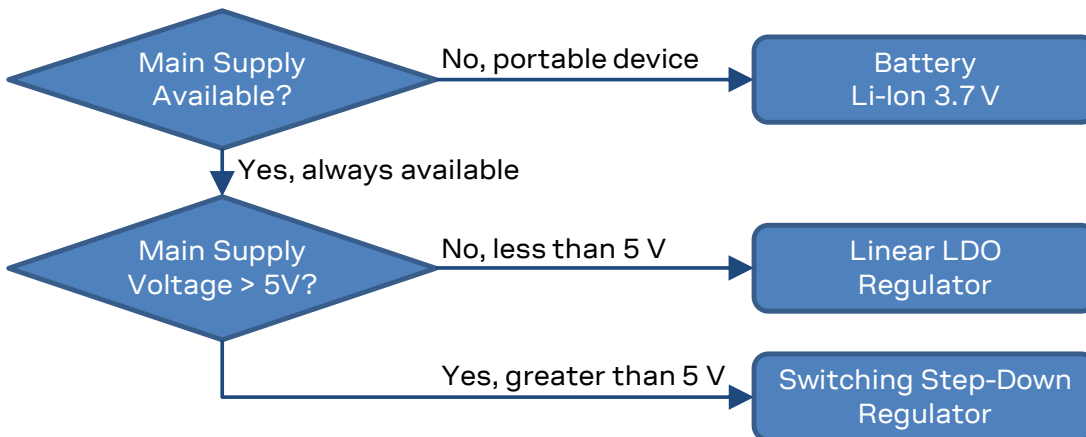 Main Supply
Available?
No, portable device
Battery
Li-Ion 3.7 V
Yes, always available
Main Supply
Voltage > 5V?
No, less than 5 V
Linear LDO
Regulator
Yes, greater than 5 V
Switching Step-Down
Regulator